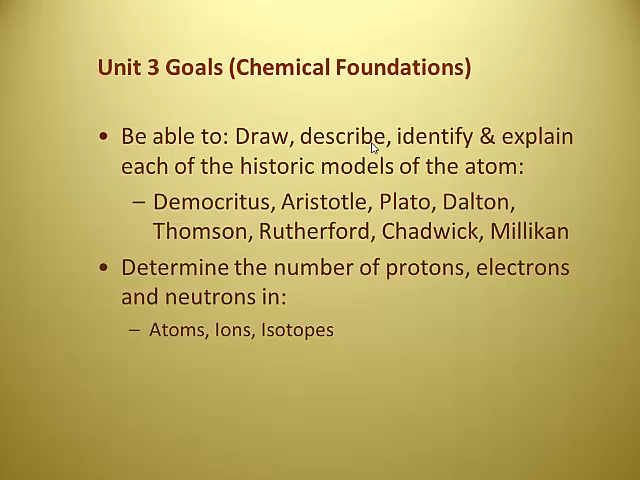 Unit 3 Goals (Chemical Foundations)
• Be able to: Draw, describe, identify & explain
each of the historic models of the atom:
– Democritus, Aristotle, Plato, Dalton,
Thomson, Rutherford, Chadwick, Millikan
• Determine the number of protons, electrons
and neutrons in:
– Atoms, Ions, Isotopes